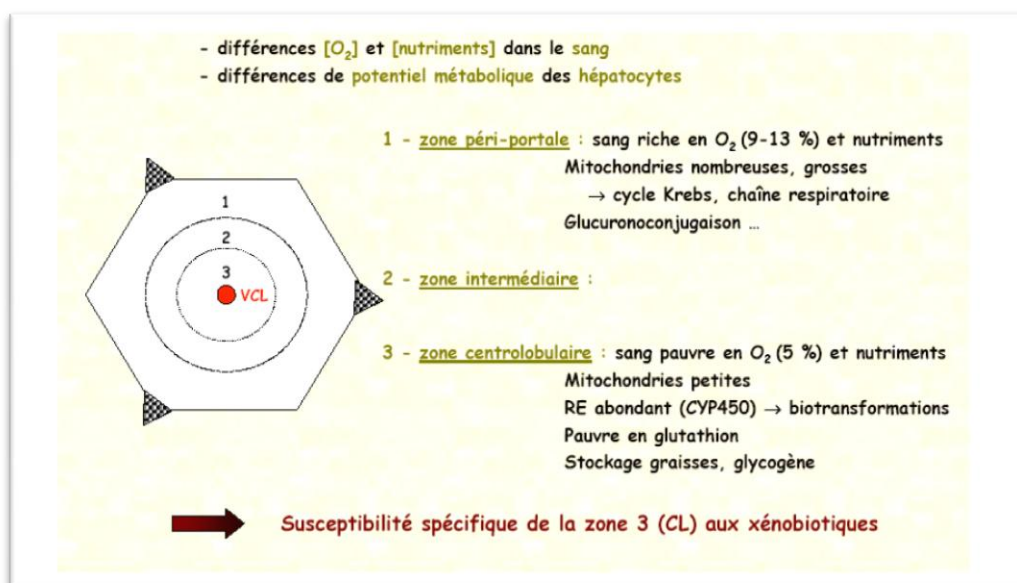 - différences [O₂] et [nutriments] dans le sang
- différences de potentiel métabolique des hépatocytes
1 - zone péri-portale : sang riche en O₂ (9-13 %) et nutriments
Mitochondries nombreuses, grosses
→ cycle Krebs, chaîne respiratoire
Glucuronoconjugaison ...
1
2
3
VCL
2 - zone intermédiaire :
3 - zone centrolobulaire : sang pauvre en O₂ (5 %) et nutriments
Mitochondries petites
RE abondant (CYP450) → biotransformations
Pauvre en glutathion
Stockage graisses, glycogène
Susceptibilité spécifique de la zone 3 (CL) aux xénobiotiques